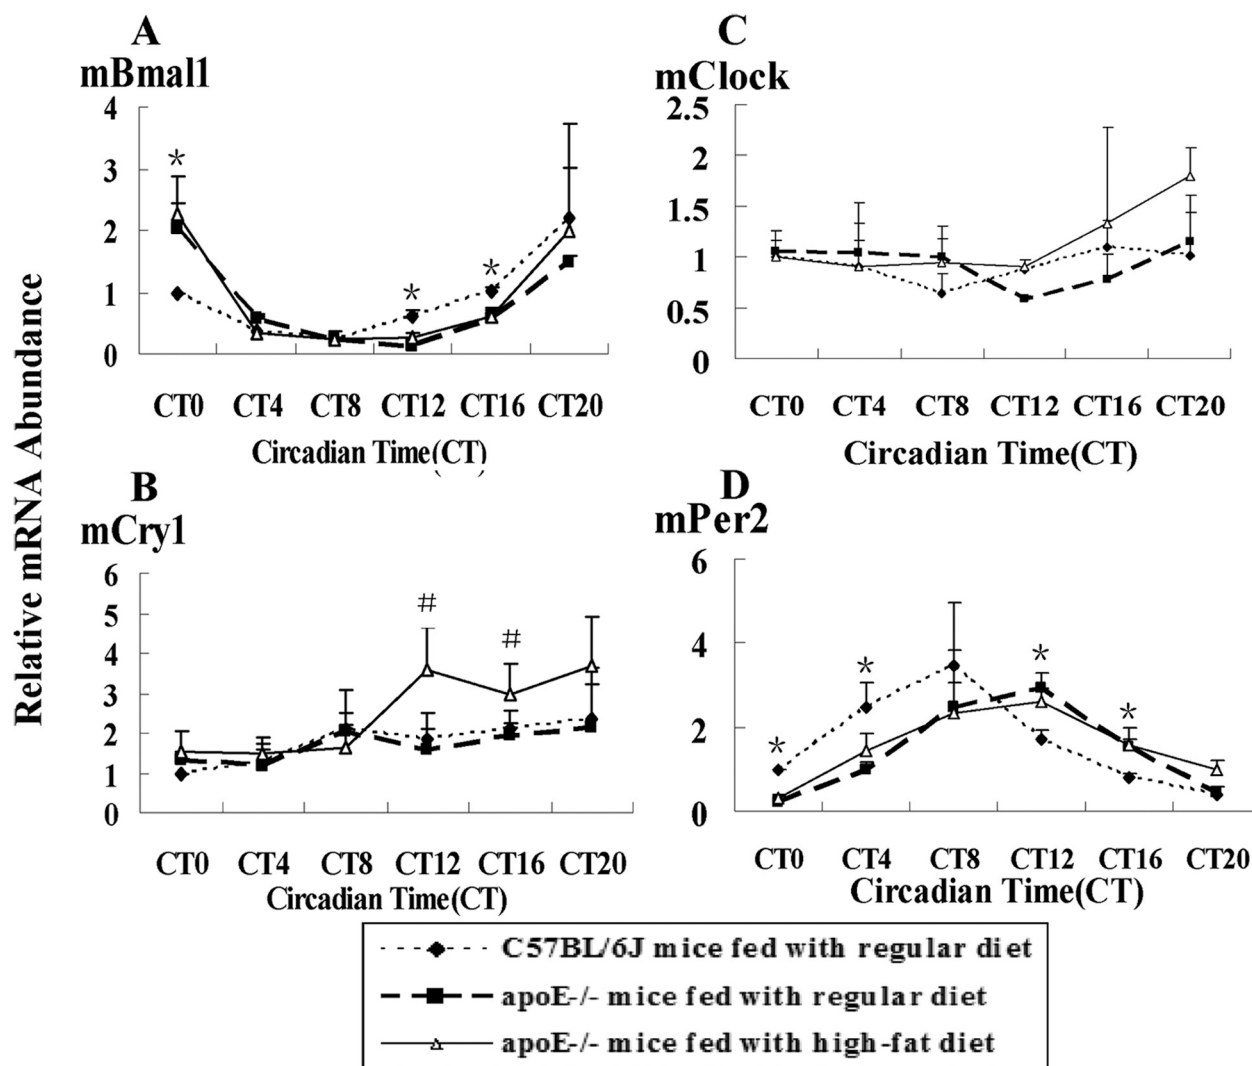 Relative mRNA Abundance
A
mBmal1
4
3
2
1
0
*
*
*
CT0 CT4 CT8 CT12 CT16 CT20
Circadian Time(CT)
C
mClock
2.5
2
1.5
1
0.5
0
CT0 CT4 CT8 CT12 CT16 CT20
Circadian Time(CT)
B
mCry1
6
5
4
3
2
1
0
#
#
CT0 CT4 CT8 CT12 CT16 CT20
Circadian Time(CT)
D
mPer2
6
4
2
0
*
*
*
*
CT0 CT4 CT8 CT12 CT16 CT20
Circadian Time(CT)
C57BL/6J mice fed with regular diet
apoE-/- mice fed with regular diet
apoE-/- mice fed with high-fat diet